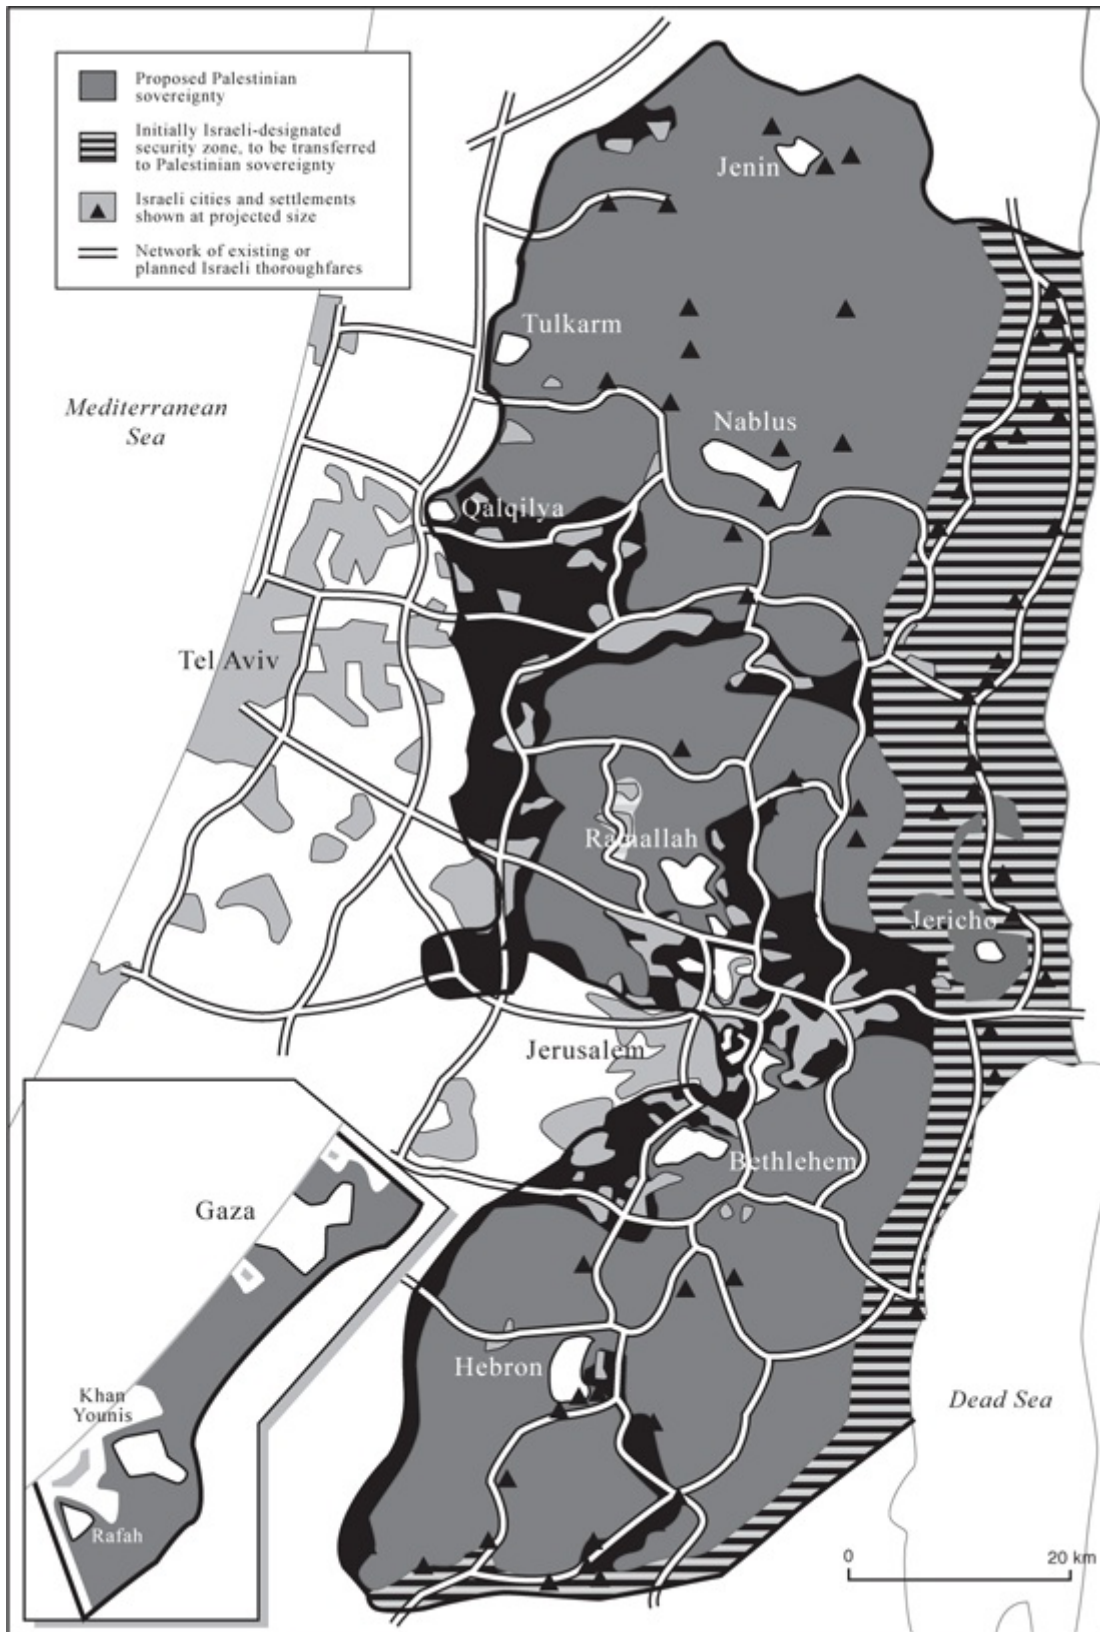 Proposed Palestinian
sovereignty
Initially Israeli-designated
security zone, to be transferred
to Palestinian sovereignty
Israeli cities and settlements
shown at projected size
Network of existing or
planned Israeli thoroughfares
Jenin
Tulkarm
Mediterranean
Sea
Nablus
Qalqilya
Tel Aviv
Ramallah
Jericho
Jerusalem
Bethlehem
Gaza
Hebron
Khan
Younis
Dead Sea
Rafah
0
20 km